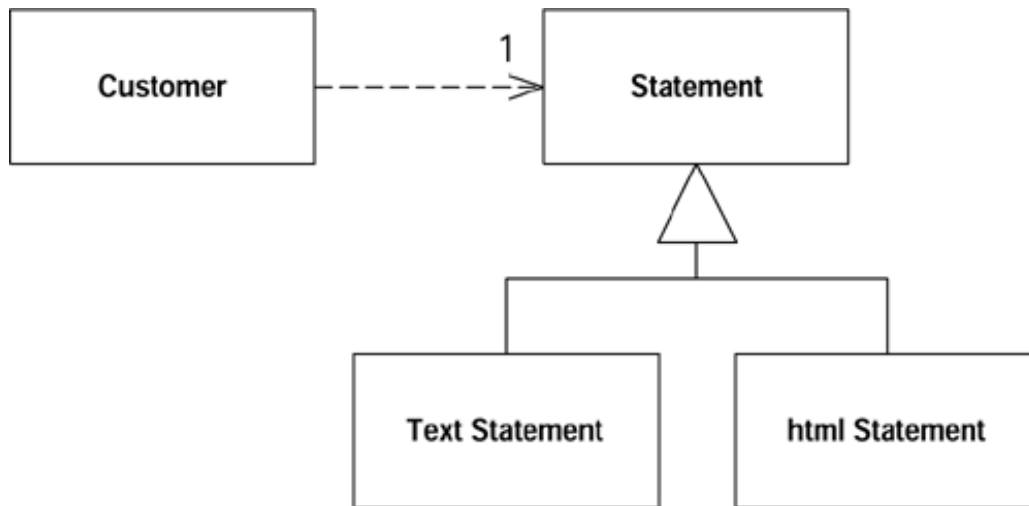 1
Customer
Statement
Text Statement
html Statement